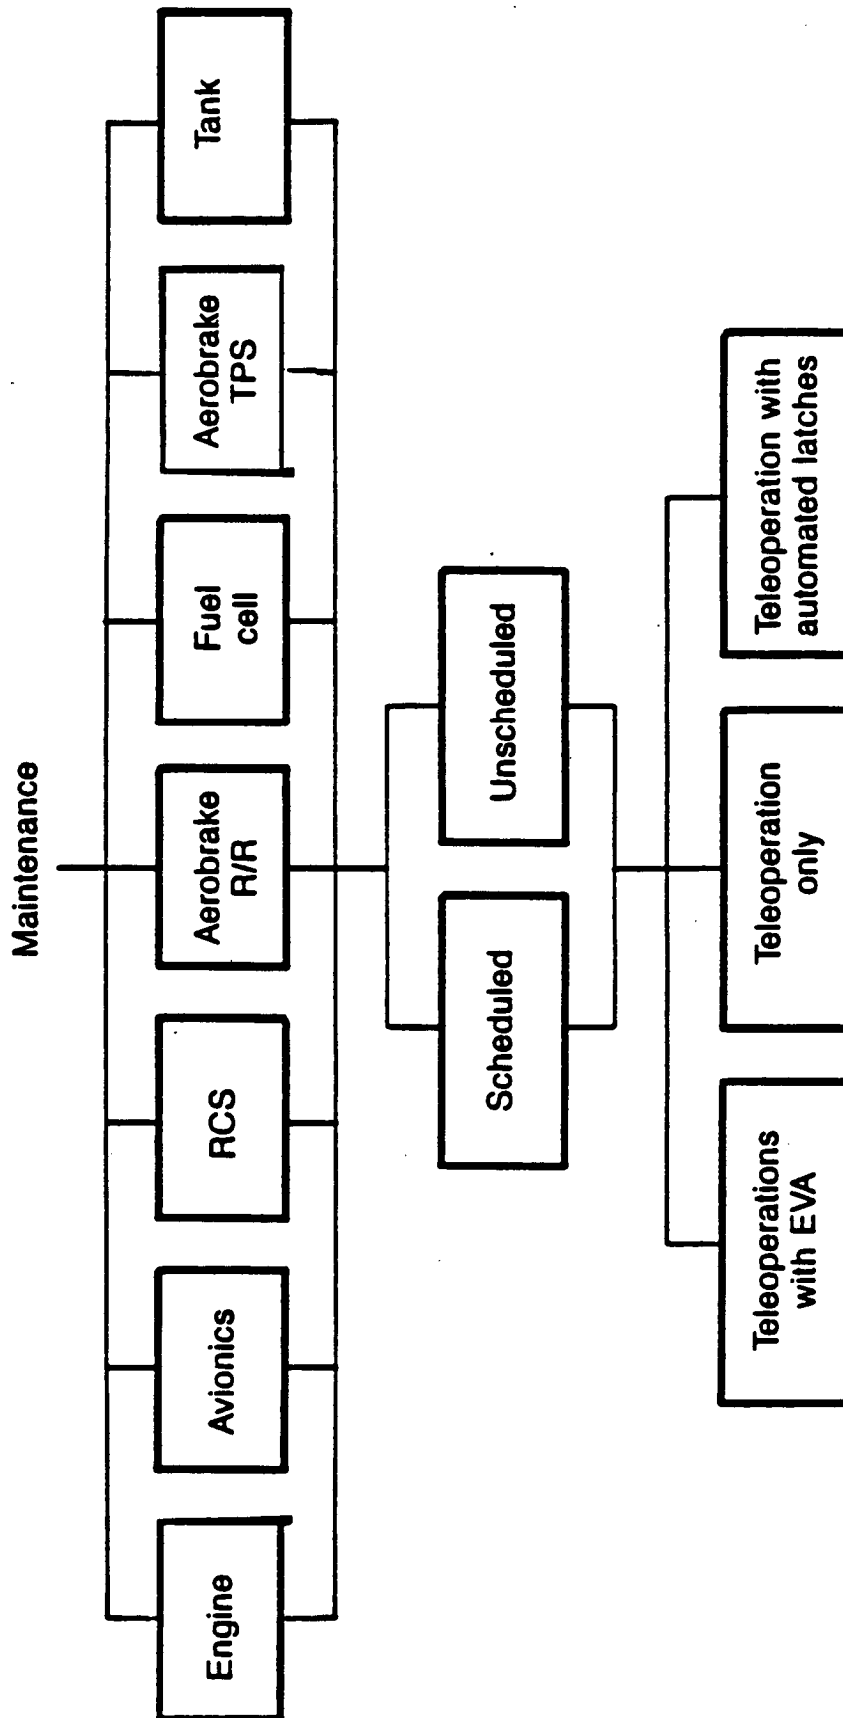 Maintenance
Engine
Avionics
RCS
Aerobrake
R/R
Fuel
cell
Aerobrake
TPS
Tank
Scheduled
Unscheduled
Teleoperations
with EVA
Teleoperation
only
Teleoperation with
automated latches